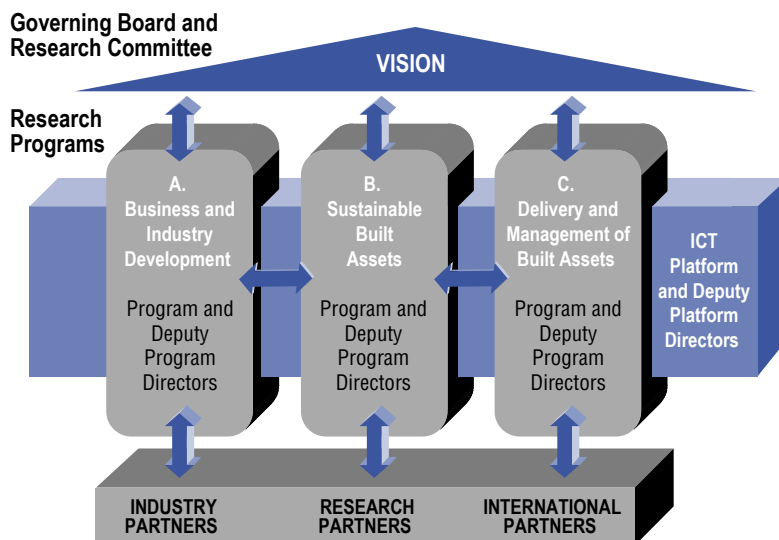 Governing Board and
Research Committee
VISION
Research
Programs
A.
Business and
Industry
Development
Program and
Deputy
Program
Directors
B.
Sustainable
Built
Assets
Program and
Deputy
Program
Directors
C.
Delivery and
Management of
Built Assets
Program and
Deputy
Program
Directors
ICT
Platform
and Deputy
Platform
Directors
INDUSTRY
PARTNERS
RESEARCH
PARTNERS
INTERNATIONAL
PARTNERS